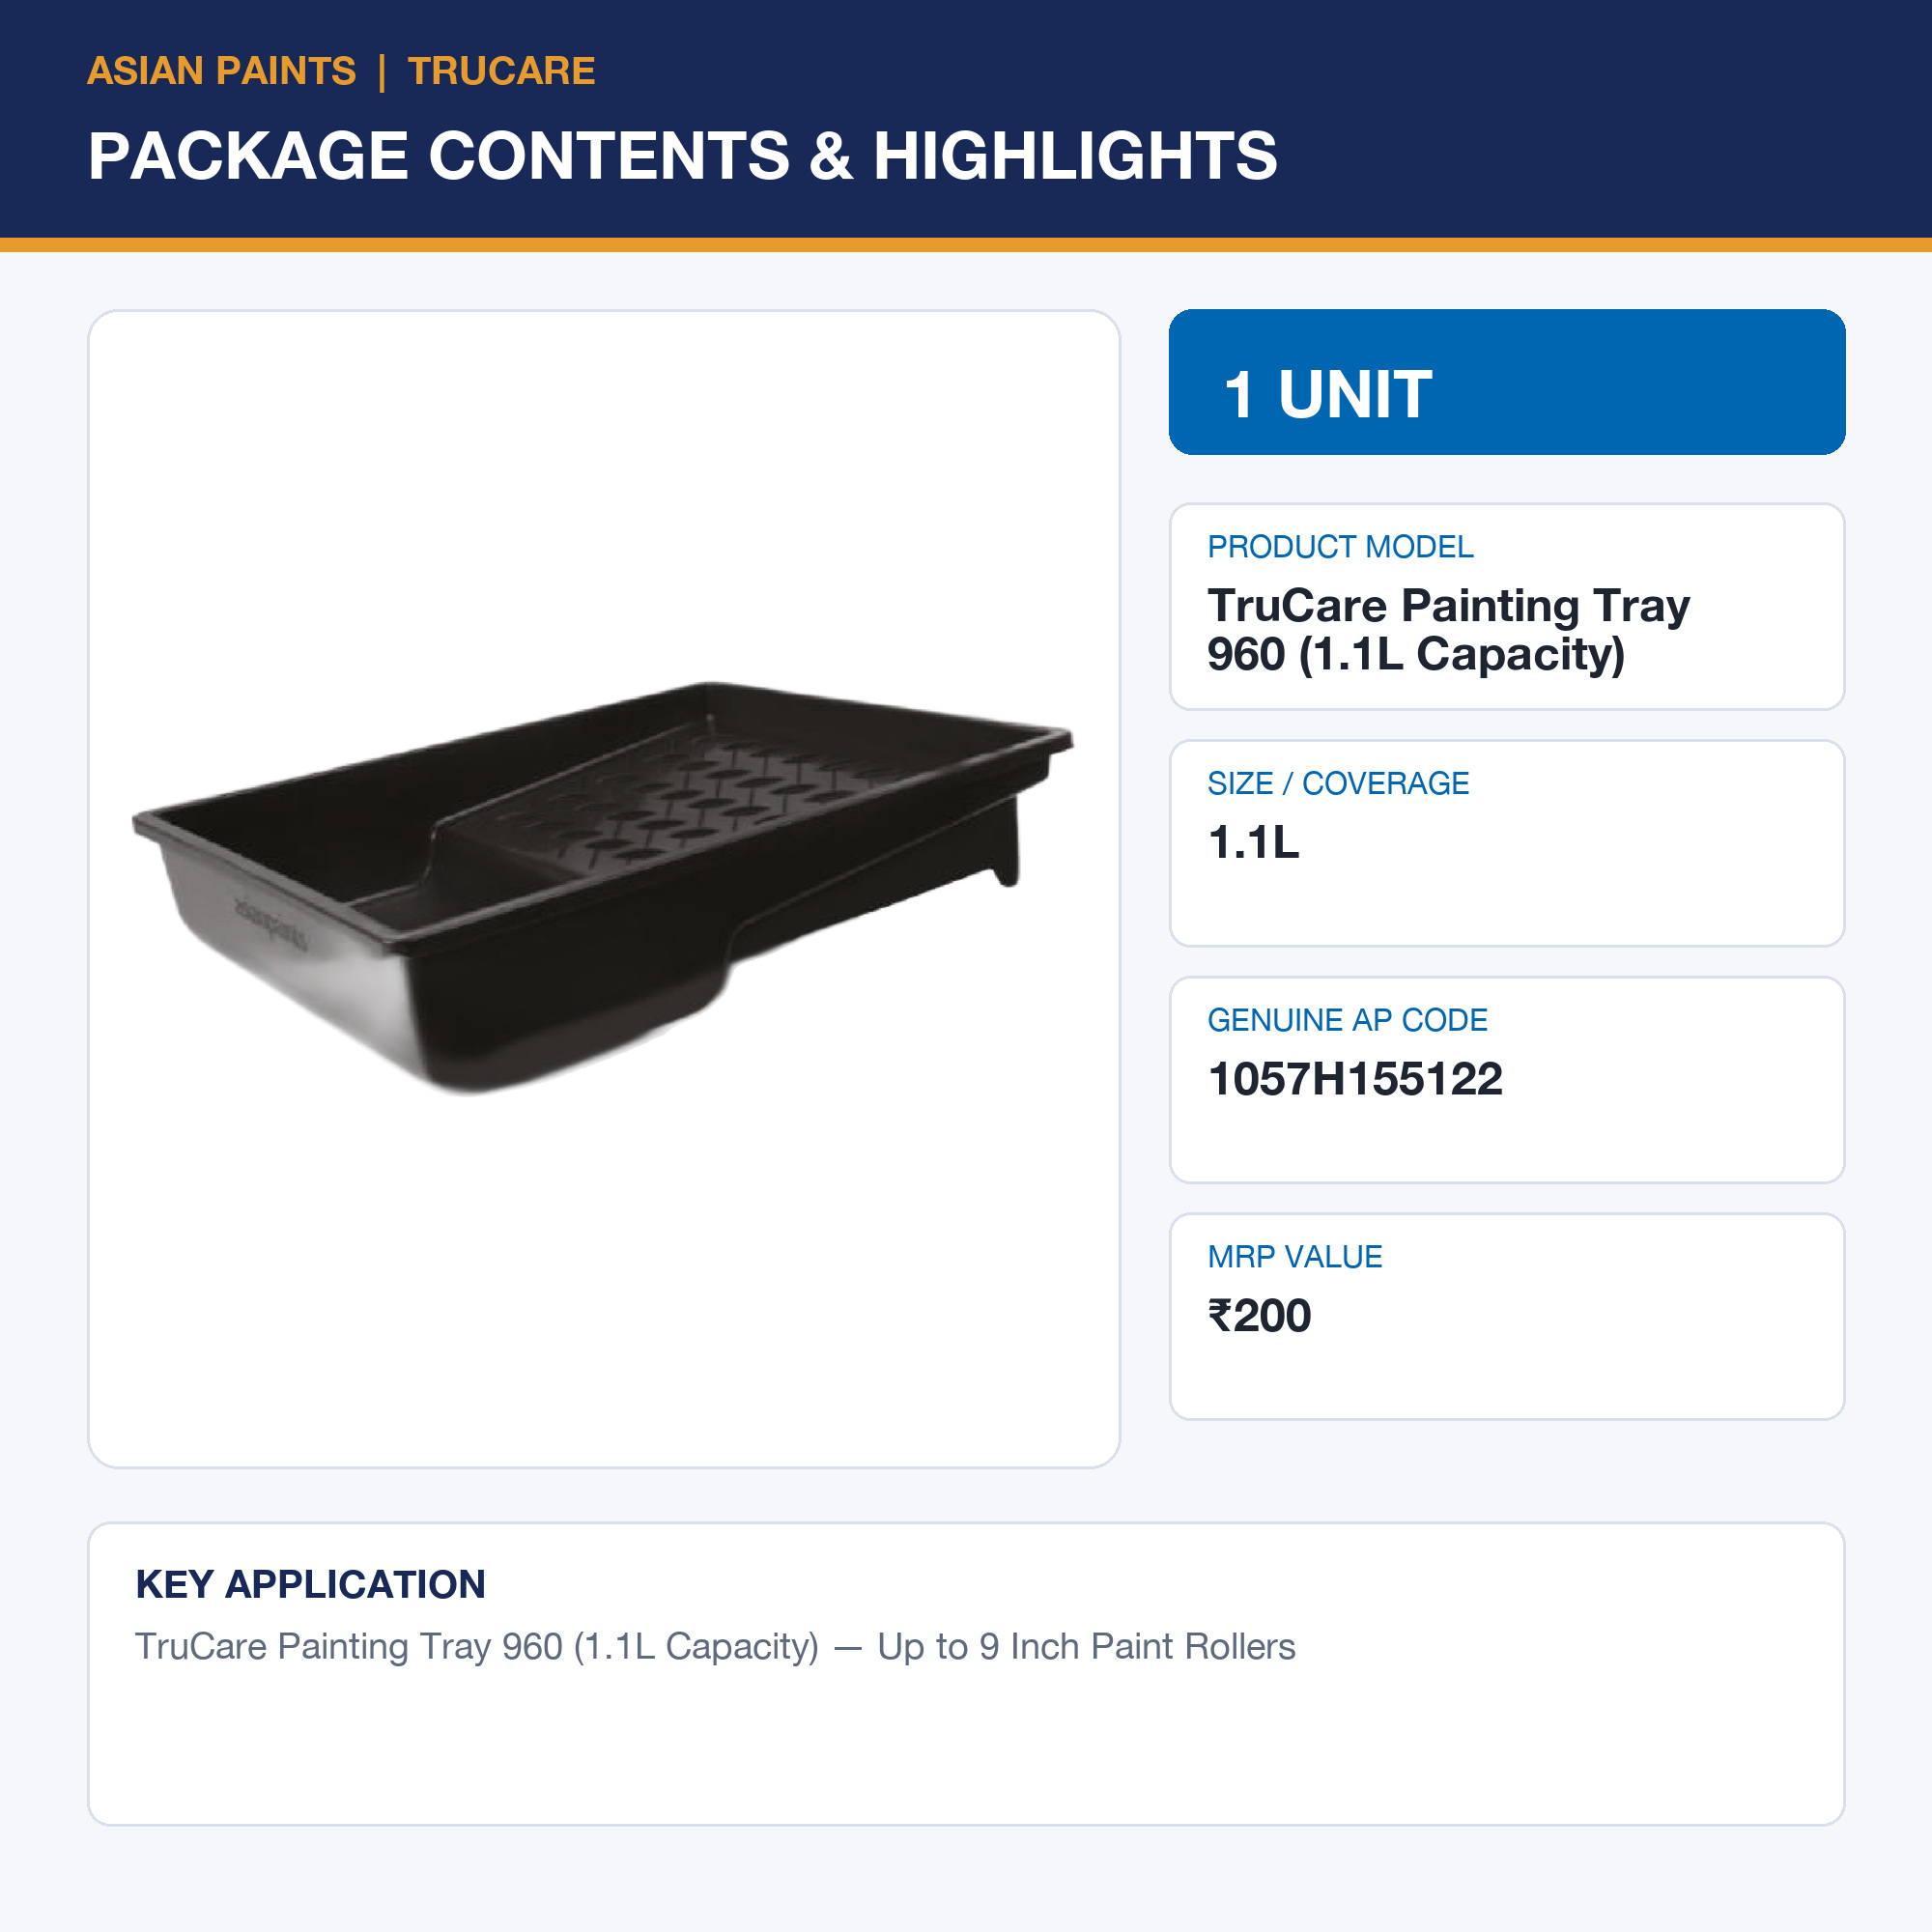 ASIAN PAINTS | TRUCARE
PACKAGE CONTENTS & HIGHLIGHTS
asianpaints
1 UNIT
PRODUCT MODEL
TruCare Painting Tray
960 (1.1L Capacity)
SIZE / COVERAGE
1.1L
GENUINE AP CODE
1057H155122
MRP VALUE
₹200
KEY APPLICATION
TruCare Painting Tray 960 (1.1L Capacity) — Up to 9 Inch Paint Rollers